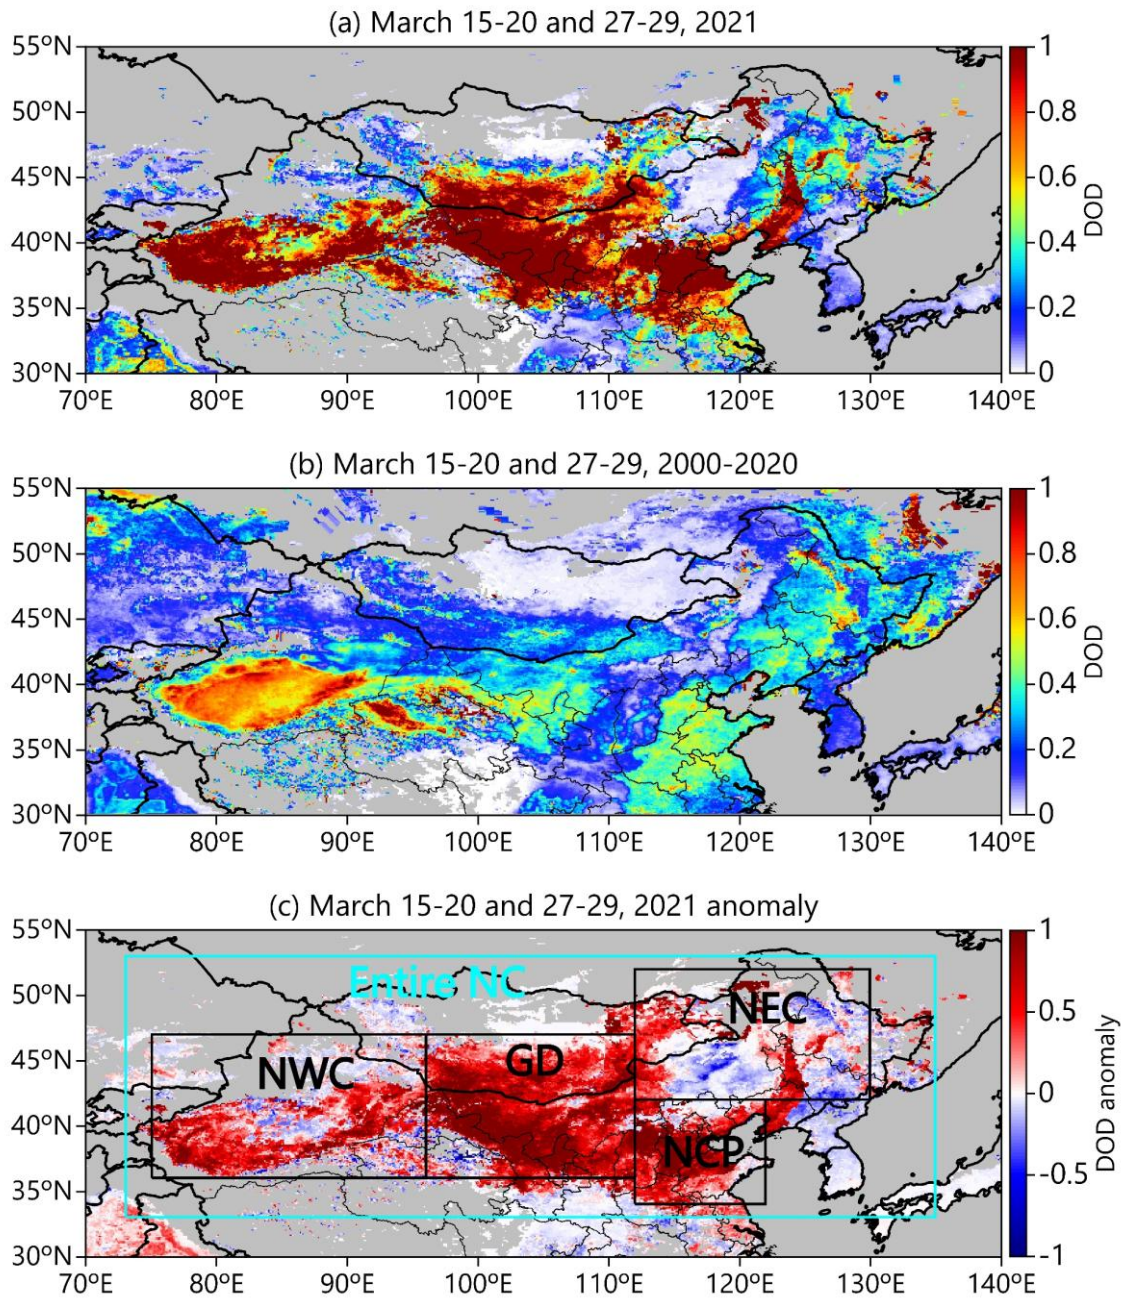 (a) March 15-20 and 27-29, 2021
55°N
50°N
45°N
40°N
35°N
30°N
70°E 80°E 90°E 100°E 110°E 120°E 130°E 140°E
1
0.8
0.6
0.4
0.2
0
DOD
(b) March 15-20 and 27-29, 2000-2020
55°N
50°N
45°N
40°N
35°N
30°N
70°E 80°E 90°E 100°E 110°E 120°E 130°E 140°E
1
0.8
0.6
0.4
0.2
0
DOD
(c) March 15-20 and 27-29, 2021 anomaly
55°N
50°N
45°N
40°N
35°N
30°N
Entire NC
NEC
GD
NWC
NCP
70°E 80°E 90°E 100°E 110°E 120°E 130°E 140°E
1
0.5
0
-0.5
-1
DOD anomaly